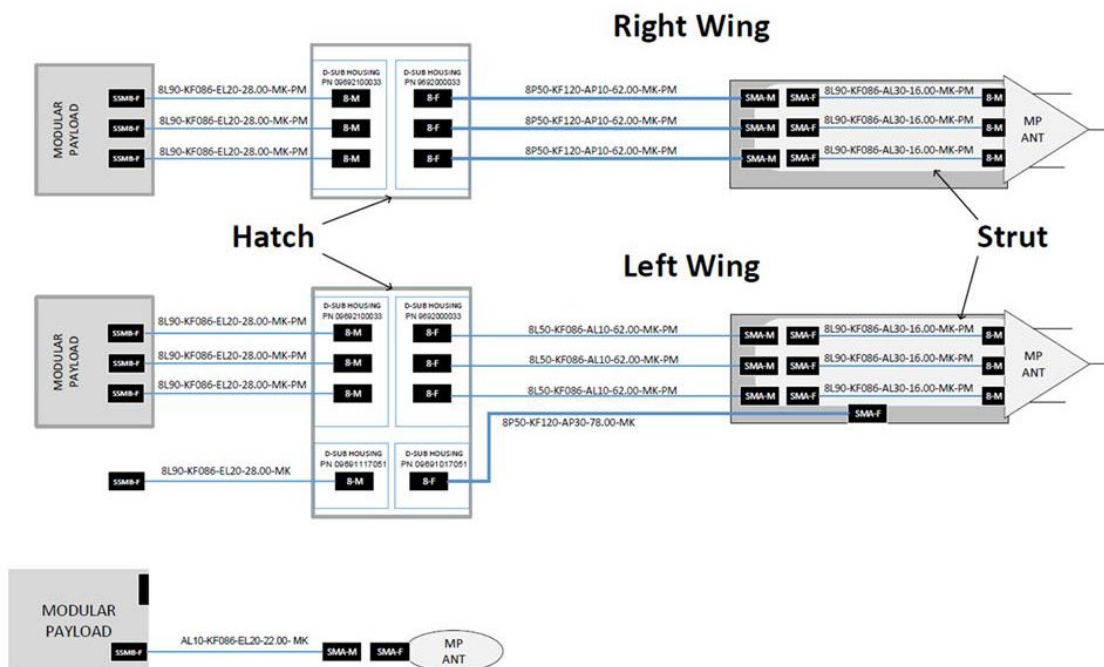 Right Wing
MODULAR
PAYLOAD
SSMB-F
SSMB-F
SSMB-F
8L90-KF086-EL20-28.00-MK-PM
8L90-KF086-EL20-28.00-MK-PM
8L90-KF086-EL20-28.00-MK-PM
D-SUB HOUSING
PN 09692100033
8-M
8-M
8-M
D-SUB HOUSING
PN 9692000033
8-F
8-F
8-F
8P50-KF120-AP10-62.00-MK-PM
8P50-KF120-AP10-62.00-MK-PM
8P50-KF120-AP10-62.00-MK-PM
SMA-M
SMA-M
SMA-M
SMA-F
SMA-F
SMA-F
8L90-KF086-AL30-16.00-MK-PM
8L90-KF086-AL30-16.00-MK-PM
8L90-KF086-AL30-16.00-MK-PM
8-M
8-M
8-M
MP
ANT
Hatch
Strut
Left Wing
MODULAR
PAYLOAD
SSMB-F
SSMB-F
SSMB-F
8L90-KF086-EL20-28.00-MK-PM
8L90-KF086-EL20-28.00-MK-PM
8L90-KF086-EL20-28.00-MK-PM
D-SUB HOUSING
PN 09692100033
8-M
8-M
8-M
D-SUB HOUSING
PN 9692000033
8-F
8-F
8-F
8L50-KF086-AL10-62.00-MK-PM
8L50-KF086-AL10-62.00-MK-PM
8L50-KF086-AL10-62.00-MK-PM
SMA-M
SMA-M
SMA-M
SMA-F
SMA-F
SMA-F
8L90-KF086-AL30-16.00-MK-PM
8L90-KF086-AL30-16.00-MK-PM
8L90-KF086-AL30-16.00-MK-PM
8-M
8-M
8-M
MP
ANT
SMA-F
8P50-KF120-AP30-78.00-MK
SSMB-F
8L90-KF086-EL20-28.00-MK
D-SUB HOUSING
PN 09691117051
8-M
D-SUB HOUSING
PN 09691017051
8-F
MODULAR
PAYLOAD
SSMB-F
AL10-KF086-EL20-22.00- MK
SMA-M
SMA-F
MP
ANT